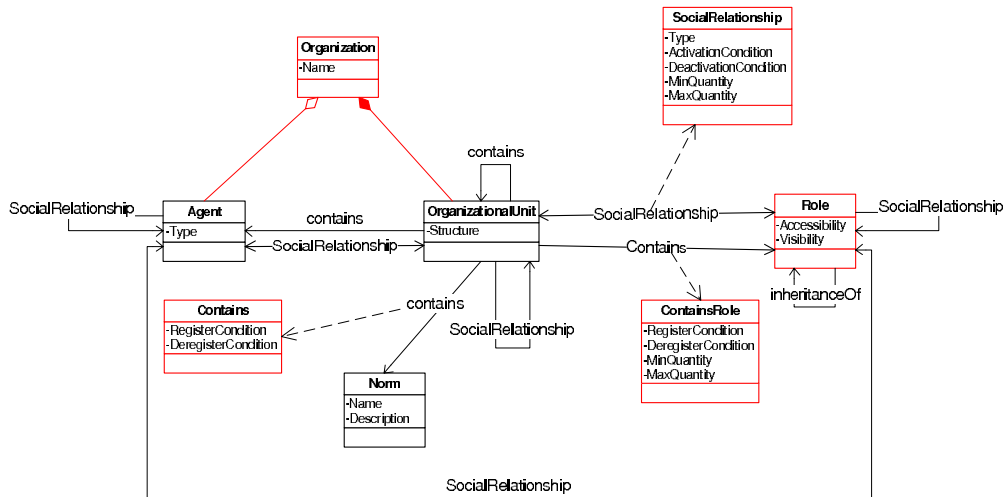 SocialRelationship
-Type
-ActivationCondition
-DeactivationCondition
-MinQuantity
-MaxQuantity
Organization
-Name
contains
SocialRelationship
Agent
-Type
contains
SocialRelationship
OrganizationalUnit
-Structure
SocialRelationship
Contains
Role
-Accessibility
-Visibility
SocialRelationship
inheritanceOf
Contains
-RegisterCondition
-DeregisterCondition
contains
SocialRelationship
ContainsRole
-RegisterCondition
-DeregisterCondition
-MinQuantity
-MaxQuantity
Norm
-Name
-Description
SocialRelationship